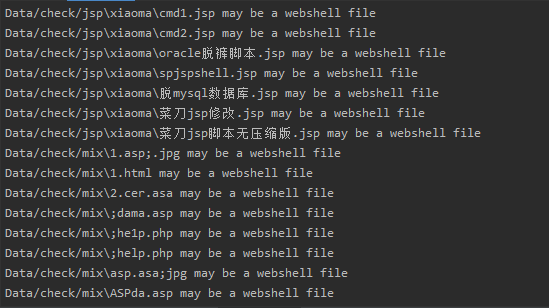 Data/check/jsp\xiaoma\cmd1.jsp may be a webshell file
Data/check/jsp\xiaoma\cmd2.jsp may be a webshell file
Data/check/jsp\xiaoma\oracle脱裤脚本.jsp may be a webshell file
Data/check/jsp\xiaoma\spjspshell.jsp may be a webshell file
Data/check/jsp\xiaoma\脱mysql数据库.jsp may be a webshell file
Data/check/jsp\xiaoma\菜刀jsp修改.jsp may be a webshell file
Data/check/jsp\xiaoma\菜刀jsp脚本无压缩版.jsp may be a webshell file
Data/check/mix\1.asp;.jpg may be a webshell file
Data/check/mix\1.html may be a webshell file
Data/check/mix\2.cer.asa may be a webshell file
Data/check/mix\;dama.asp may be a webshell file
Data/check/mix\;he1p.php may be a webshell file
Data/check/mix\;help.php may be a webshell file
Data/check/mix\asp.asa;jpg may be a webshell file
Data/check/mix\ASPda.asp may be a webshell file